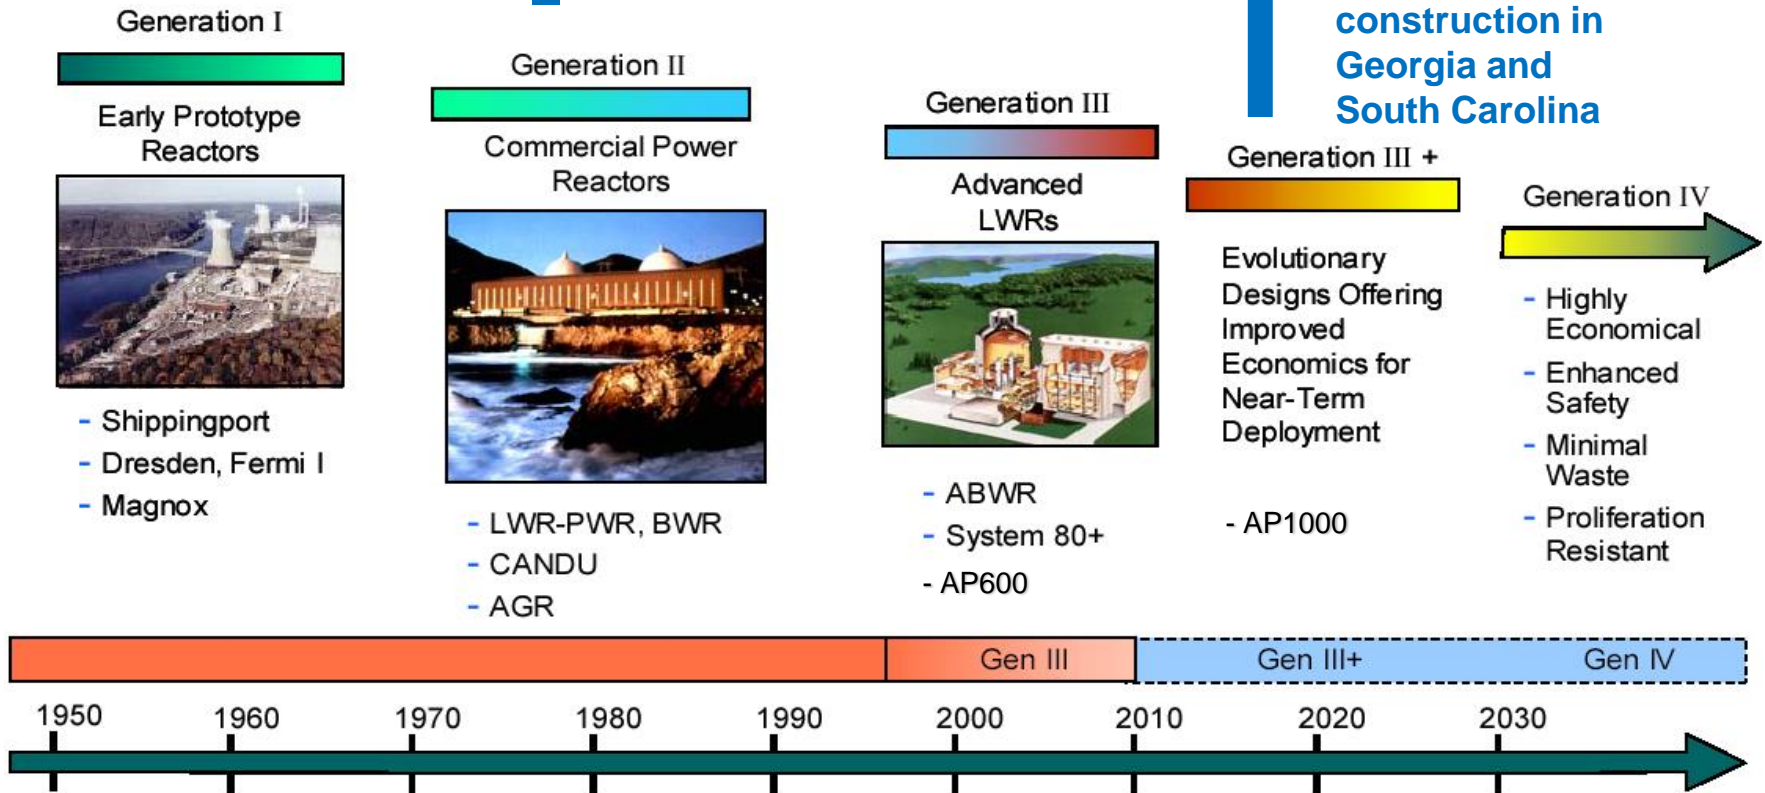 Generation I
Early Prototype
Reactors
- Shippingport
- Dresden, Fermi I
- Magnox
Generation II
Commercial Power
Reactors
- LWR-PWR, BWR
- CANDU
- AGR
Generation III
Advanced
LWRs
- ABWR
- System 80+
- AP600
construction in
Georgia and
South Carolina
Generation III +
Evolutionary
Designs Offering
Improved
Economics for
Near-Term
Deployment
- AP1000
Generation IV
- Highly
Economical
- Enhanced
Safety
- Minimal
Waste
- Proliferation
Resistant
Gen III
Gen III+
Gen IV
1950
1960
1970
1980
1990
2000
2010
2020
2030